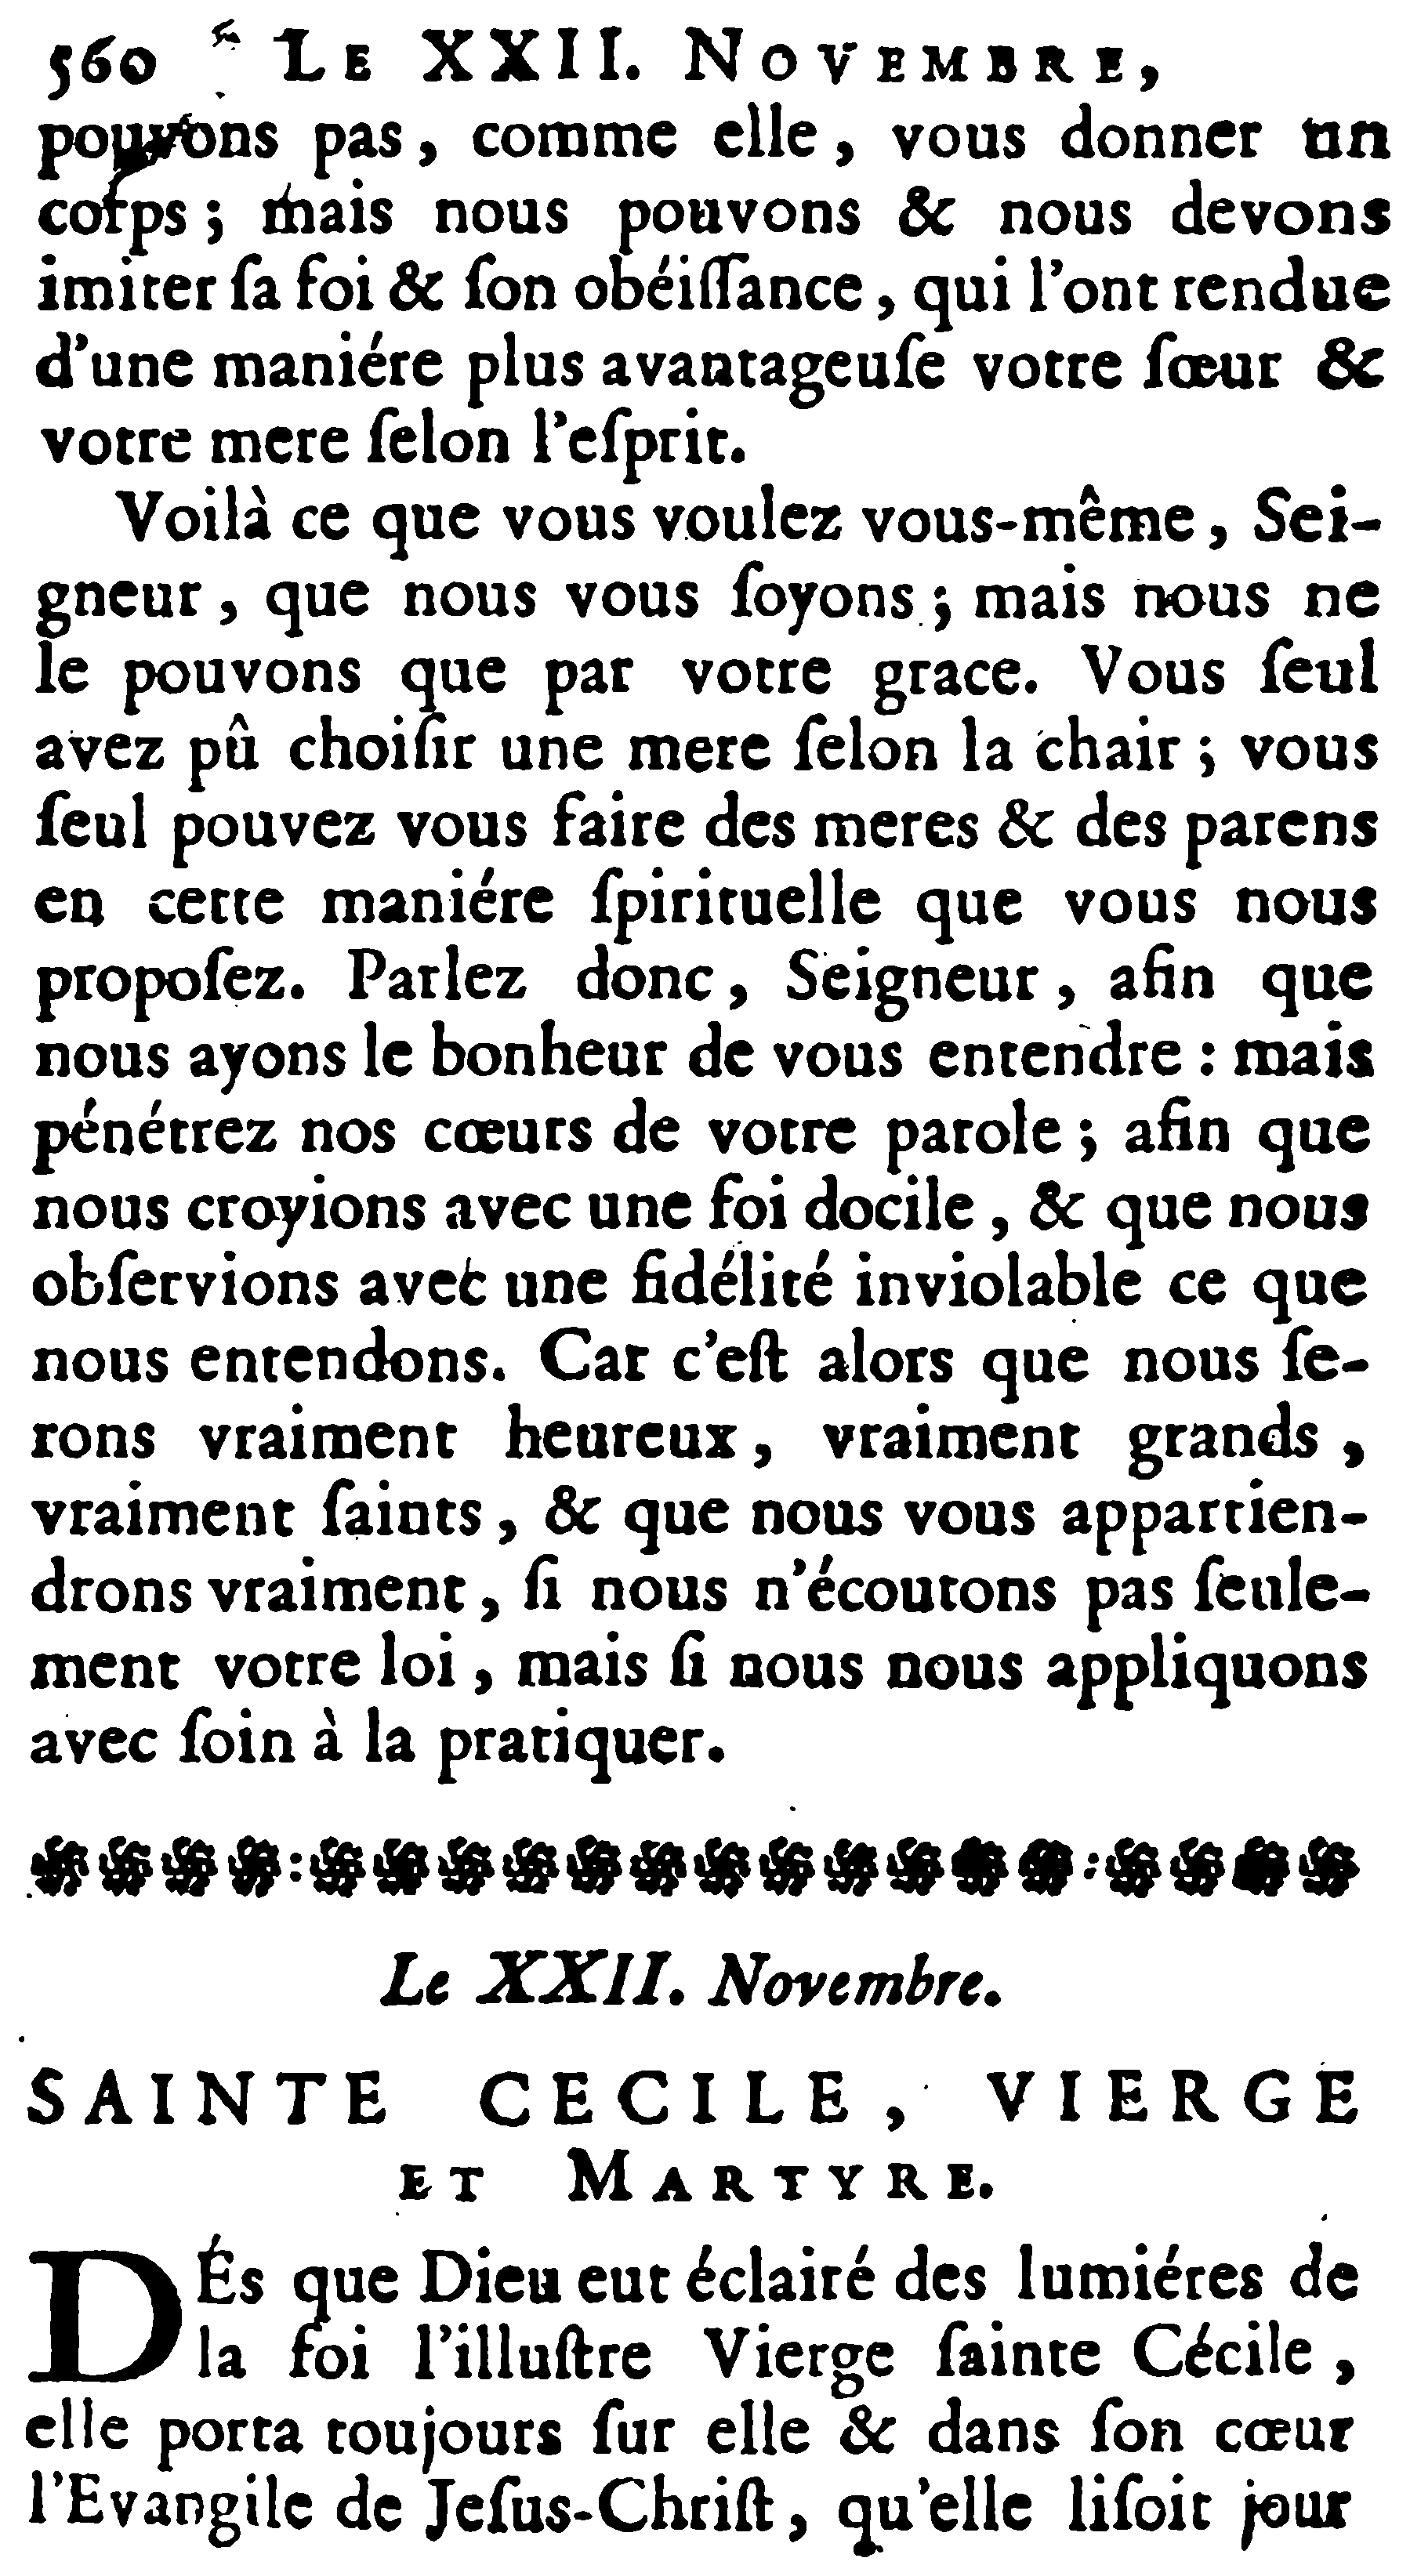 560 LE XXII. NOVEMBRE,
pouvons pas, comme elle, vous donner un
corps; mais nous pouvons & nous devons
imiter ſa foi & ſon obéiſſance, qui l'ont rendue
d'une maniére plus avantageuſe votre ſœur &
votre mere ſelon l'eſprit.
Voilà ce que vous voulez vous-même, Sei-
gneur, que nous vous ſoyons; mais nous ne
le pouvons que par votre grace. Vous ſeul
avez pû choiſir une mere ſelon la chair; vous
ſeul pouvez vous faire des meres & des parens
en cette maniére ſpirituelle que vous nous
propoſez. Parlez donc, Seigneur, afin que
nous ayons le bonheur de vous entendre: mais
pénétrez nos cœurs de votre parole; afin que
nous croyions avec une foi docile, & que nous
obſervions avec une fidélité inviolable ce que
nous entendons. Car c'eſt alors que nous ſe-
rons vraiment heureux, vraiment grands,
vraiment ſaints, & que nous vous appartien-
drons vraiment, ſi nous n'écoutons pas ſeule-
ment votre loi, mais ſi nous nous appliquons
avec ſoin à la pratiquer.
Le XXII. Novembre.
SAINTE CECILE, VIERGE
ET MARTYRE.
DÉs que Dieu eut éclairé des lumiéres de
la foi l'illuſtre Vierge ſainte Cécile,
elle porta toujours ſur elle & dans ſon cœur
l'Evangile de Jeſus-Chriſt, qu'elle liſoit jour